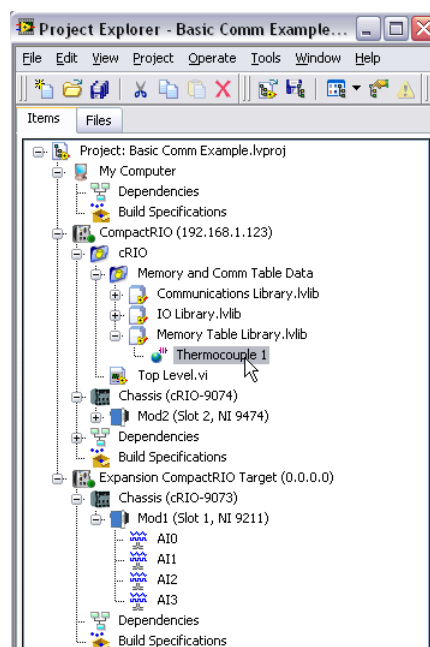 Project Explorer - Basic Comm Example...
File Edit View Project Operate Tools Window Help
Items Files
Project: Basic Comm Example.lvproj
My Computer
Dependencies
Build Specifications
CompactRIO (192.168.1.123)
cRIO
Memory and Comm Table Data
Communications Library.lvlib
IO Library.lvlib
Memory Table Library.lvlib
Thermocouple 1
Top Level.vi
Chassis (cRIO-9074)
Mod2 (Slot 2, NI 9474)
Dependencies
Build Specifications
Expansion CompactRIO Target (0.0.0.0)
Chassis (cRIO-9073)
Mod1 (Slot 1, NI 9211)
AI0
AI1
AI2
AI3
Dependencies
Build Specifications